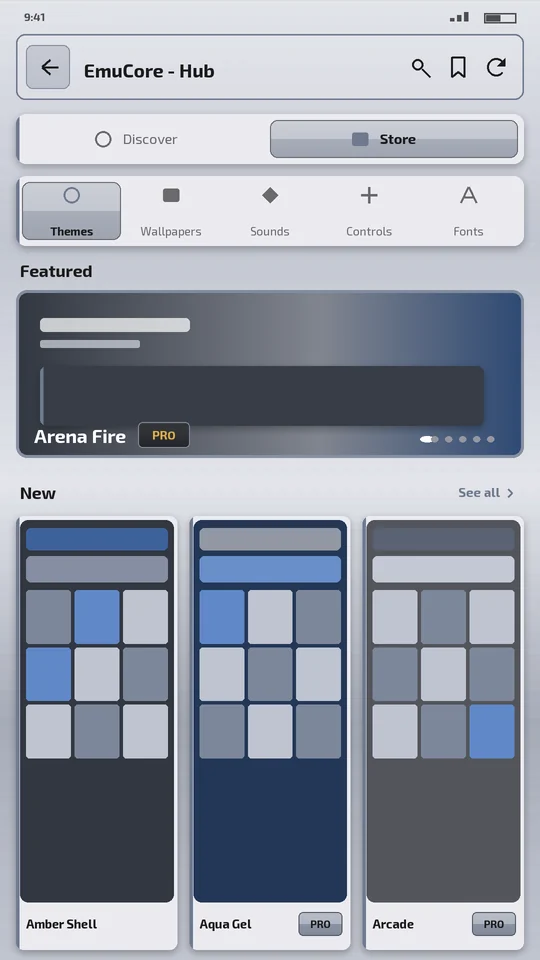 9:41
EmuCore - Hub
Discover
Store
Themes
Wallpapers
Sounds
Controls
Fonts
Featured
Arena Fire
PRO
New
See all
Amber Shell
Aqua Gel
PRO
Arcade
PRO